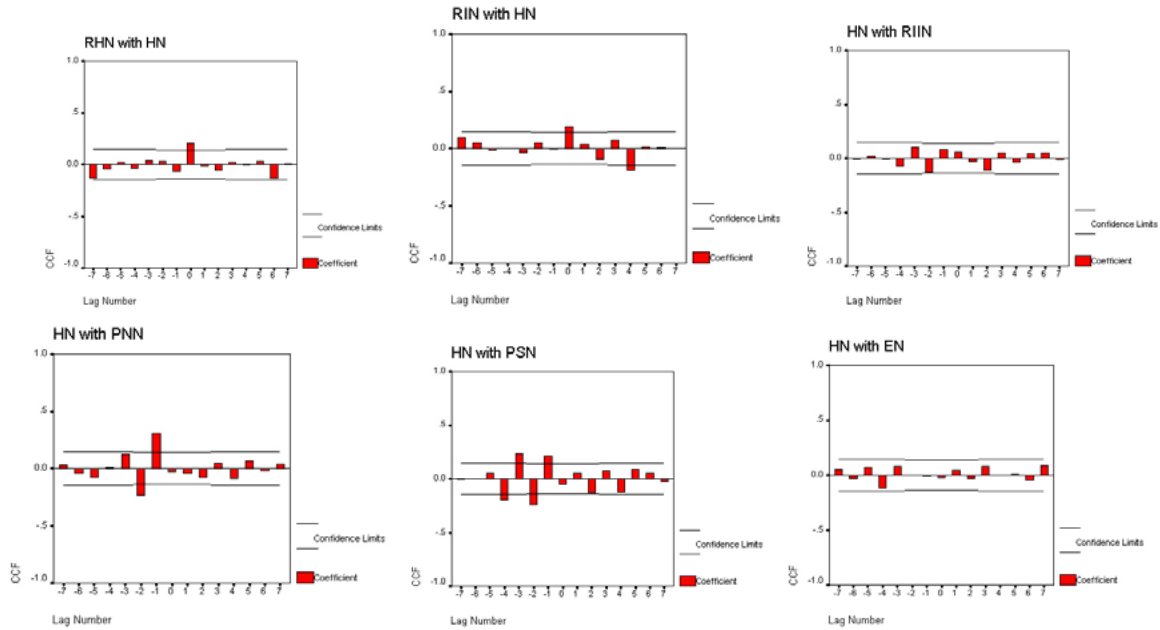 RHN with HN
1.0
.5
0.0
-.5
-1.0
CCF
-7 -6 -5 -4 -3 -2 -1 0 1 2 3 4 5 6 7
Lag Number
Confidence Limits
Coefficient
RIN with HN
1.0
.5
0.0
-.5
-1.0
CCF
-7 -6 -5 -4 -3 -2 -1 0 1 2 3 4 5 6 7
Lag Number
Confidence Limits
Coefficient
HN with RIIN
1.0
.5
0.0
-.5
-1.0
CCF
-7 -6 -5 -4 -3 -2 -1 0 1 2 3 4 5 6 7
Lag Number
Confidence Limits
Coefficient
HN with PNN
1.0
.5
0.0
-.5
-1.0
CCF
-7 -6 -5 -4 -3 -2 -1 0 1 2 3 4 5 6 7
Lag Number
Confidence Limits
Coefficient
HN with PSN
1.0
.5
0.0
-.5
-1.0
CCF
-7 -6 -5 -4 -3 -2 -1 0 1 2 3 4 5 6 7
Lag Number
Confidence Limits
Coefficient
HN with EN
1.0
.5
0.0
-.5
-1.0
CCF
-7 -6 -5 -4 -3 -2 -1 0 1 2 3 4 5 6 7
Lag Number
Confidence Limits
Coefficient